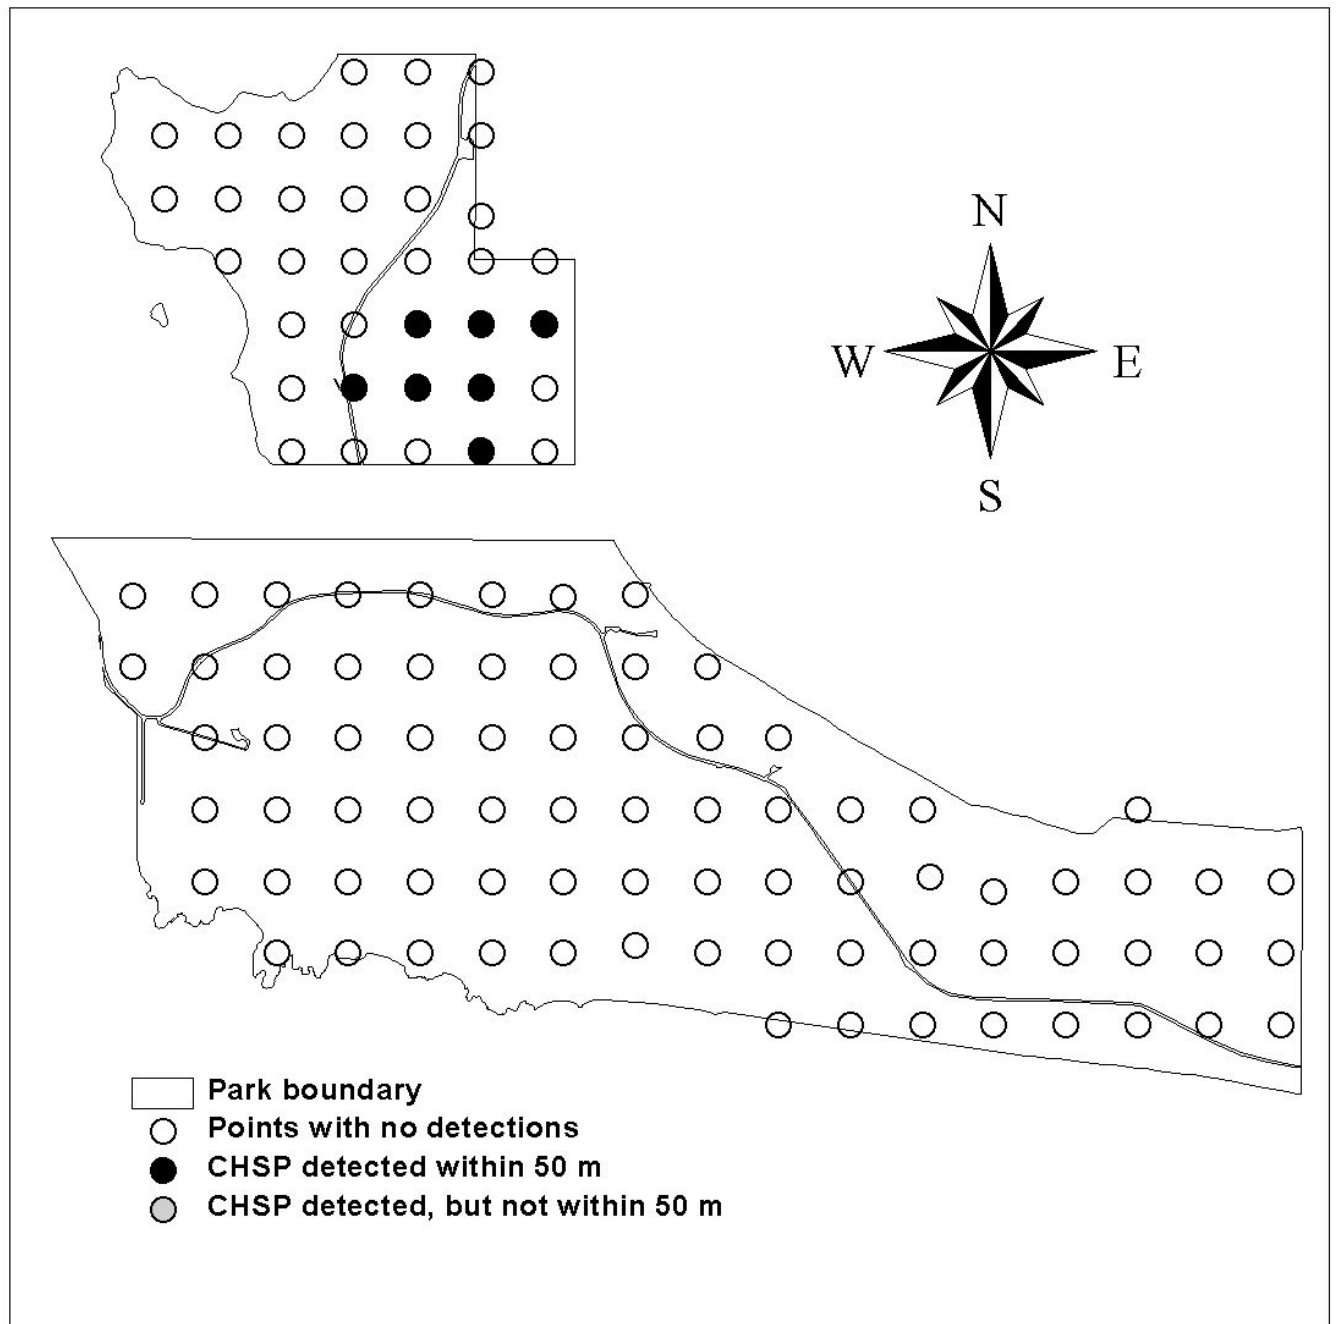 N
W E
S
Park boundary
Points with no detections
CHSP detected within 50 m
CHSP detected, but not within 50 m